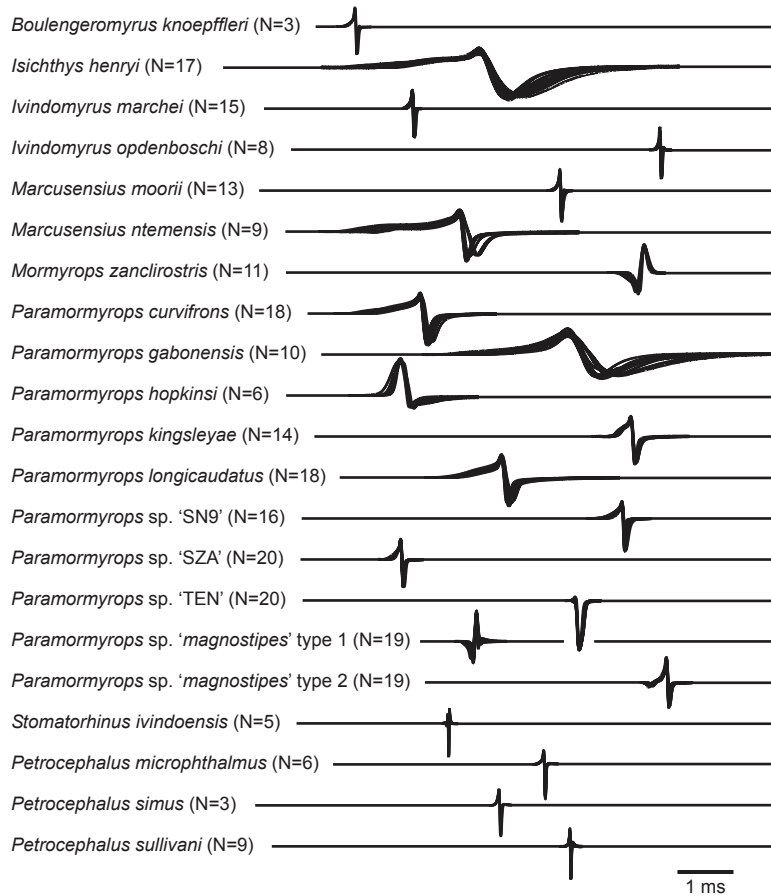 Boulengeromyrus knoepffleri (N=3)
Isichthys henryi (N=17)
Ivindomyrus marchei (N=15)
Ivindomyrus opdenboschi (N=8)
Marcusensius moorii (N=13)
Marcusensius ntemensis (N=9)
Mormyrops zanclirostris (N=11)
Paramormyrops curvifrons (N=18)
Paramormyrops gabonensis (N=10)
Paramormyrops hopkinsi (N=6)
Paramormyrops kingsleyae (N=14)
Paramormyrops longicaudatus (N=18)
Paramormyrops sp. ‘SN9’ (N=16)
Paramormyrops sp. ‘SZA’ (N=20)
Paramormyrops sp. ‘TEN’ (N=20)
Paramormyrops sp. ‘magnostipes’ type 1 (N=19)
Paramormyrops sp. ‘magnostipes’ type 2 (N=19)
Stomatorhinus ivindoensis (N=5)
Petrocephalus microphthalmus (N=6)
Petrocephalus simus (N=3)
Petrocephalus sullivani (N=9)
1 ms